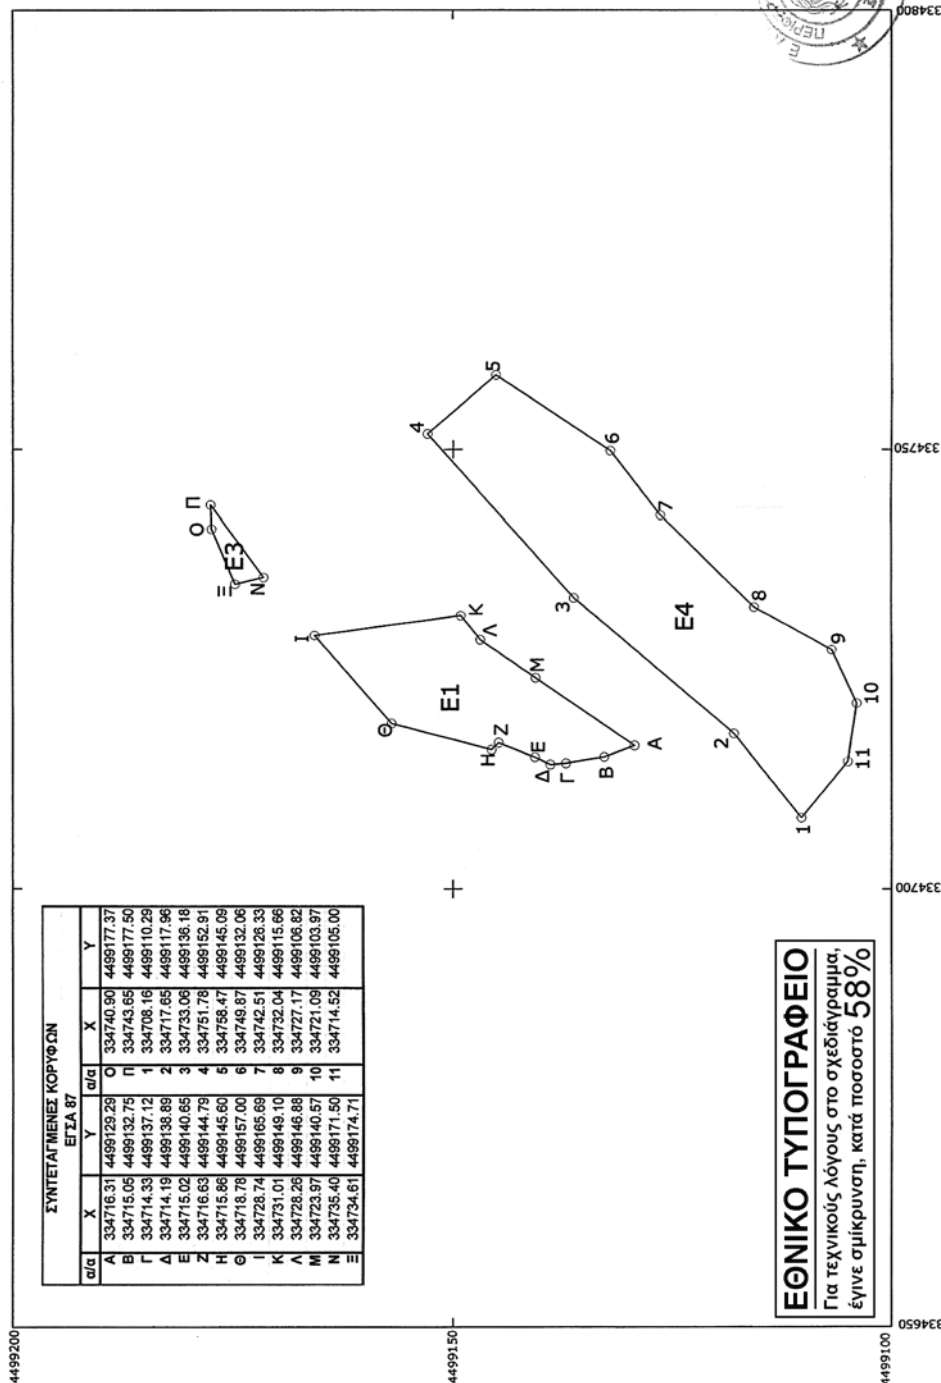 ΣΥΝΤΕΤΑΓΜΕΝΕΣ ΚΟΡΥΦΩΝ
ΕΓΣΑ 87
α/α X Y α/α X Y
Α 334716.31 4499129.29 Ο 334740.90 4499177.37
Β 334715.05 4499132.75 Π 334743.65 4499177.50
Γ 334714.33 4499137.12 1 334708.16 4499110.29
Δ 334714.19 4499138.89 2 334717.65 4499117.96
Ε 334715.02 4499140.65 3 334733.06 4499136.18
Ζ 334716.63 4499144.79 4 334751.78 4499152.91
Η 334715.86 4499145.60 5 334758.47 4499145.09
Θ 334718.78 4499157.00 6 334749.87 4499132.06
Ι 334728.74 4499165.69 7 334742.51 4499126.33
Κ 334731.01 4499149.10 8 334732.04 4499115.66
Λ 334728.26 4499146.88 9 334727.17 4499106.82
Μ 334723.97 4499140.57 10 334721.09 4499103.97
Ν 334735.40 4499171.50 11 334714.52 4499105.00
Ξ 334734.61 4499174.71
4499200
4499150
4499100
334650
334700
334750
334800
Ξ
Ο
Π
Ν
Ε3
Ι
Θ
Κ
Λ
Μ
Ε1
Η
Ζ
Ε
Δ
Γ
Β
Α
4
5
3
6
7
Ε4
2
8
9
10
1
11
ΕΘΝΙΚΟ ΤΥΠΟΓΡΑΦΕΙΟ
Για τεχνικούς λόγους στο σχεδιάγραμμα,
έγινε σμίκρυνση, κατά ποσοστό 58%